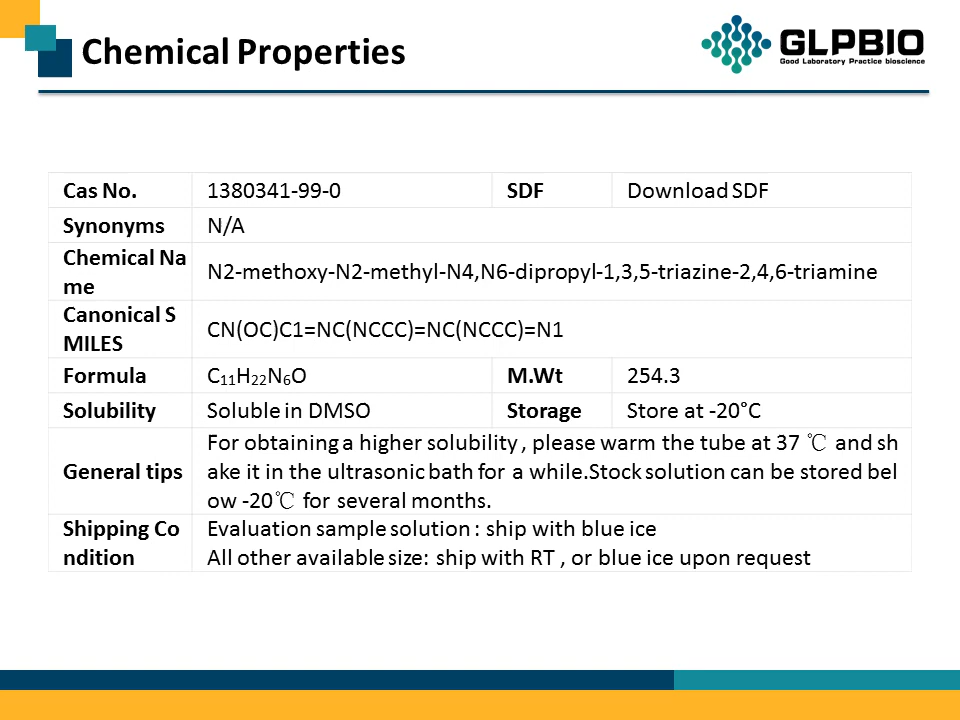 Chemical Properties
GLPBIO
Good Laboratory Practice bioscience
Cas No. 1380341-99-0 SDF Download SDF
Synonyms N/A
Chemical Na
me
N2-methoxy-N2-methyl-N4,N6-dipropyl-1,3,5-triazine-2,4,6-triamine
Canonical S
MILES
CN(OC)C1=NC(NCCC)=NC(NCCC)=N1
Formula C₁₁H₂₂N₆O M.Wt 254.3
Solubility Soluble in DMSO Storage Store at -20°C
General tips
For obtaining a higher solubility , please warm the tube at 37 ℃ and sh
ake it in the ultrasonic bath for a while.Stock solution can be stored bel
ow -20℃ for several months.
Shipping Co
ndition
Evaluation sample solution : ship with blue ice
All other available size: ship with RT , or blue ice upon request